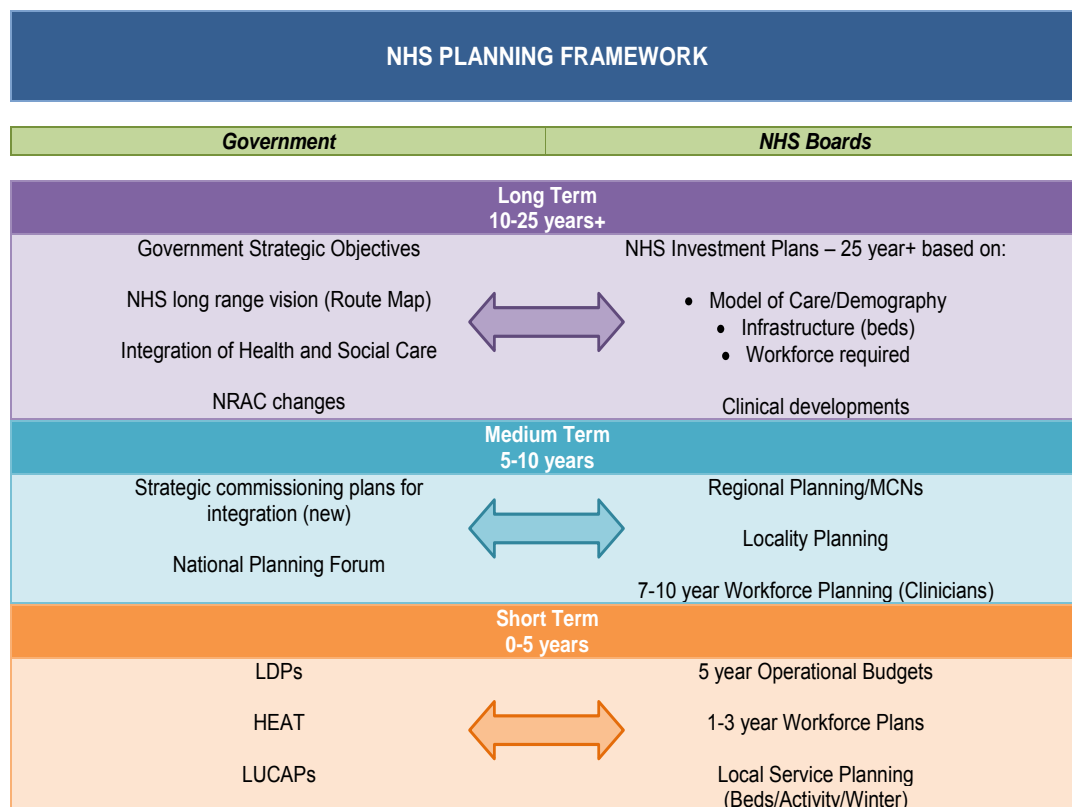 NHS PLANNING FRAMEWORK
Government
NHS Boards
Long Term
10-25 years+
Government Strategic Objectives
NHS long range vision (Route Map)
Integration of Health and Social Care
NRAC changes
NHS Investment Plans – 25 year+ based on:
• Model of Care/Demography
• Infrastructure (beds)
• Workforce required
Clinical developments
Medium Term
5-10 years
Strategic commissioning plans for
integration (new)
National Planning Forum
Regional Planning/MCNs
Locality Planning
7-10 year Workforce Planning (Clinicians)
Short Term
0-5 years
LDPs
HEAT
LUCAPs
5 year Operational Budgets
1-3 year Workforce Plans
Local Service Planning
(Beds/Activity/Winter)